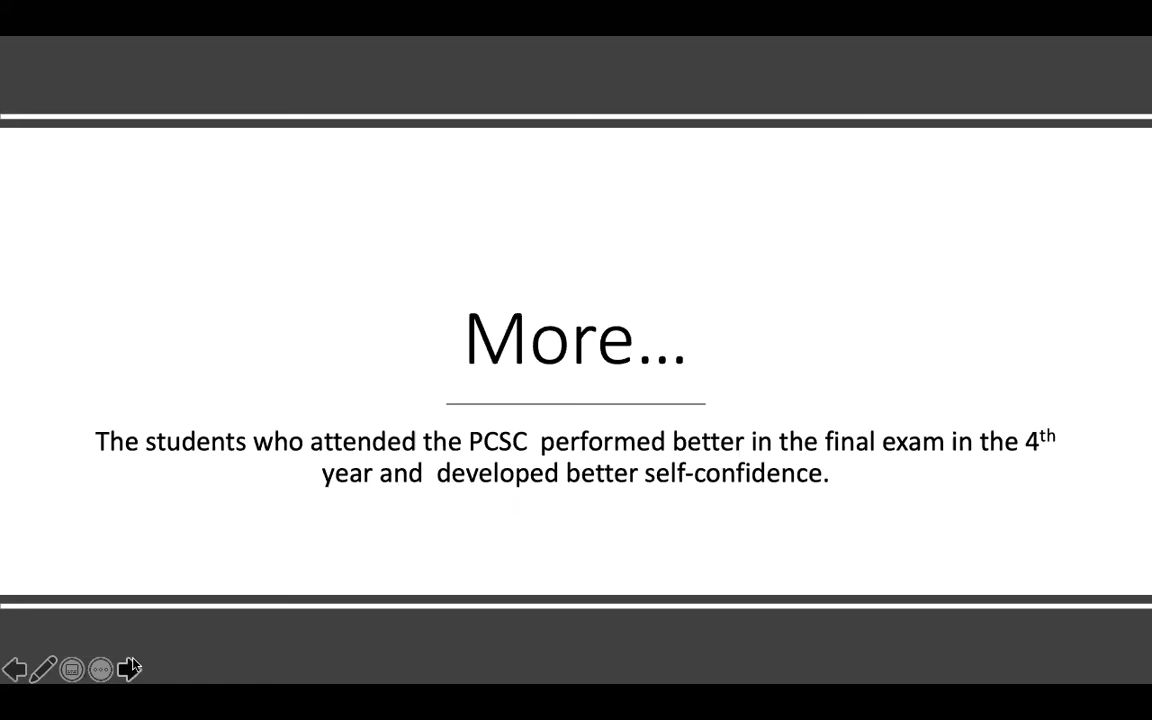 More...
The students who attended the PCSC  performed better in the final exam in the 4th
year and  developed better self-confidence.